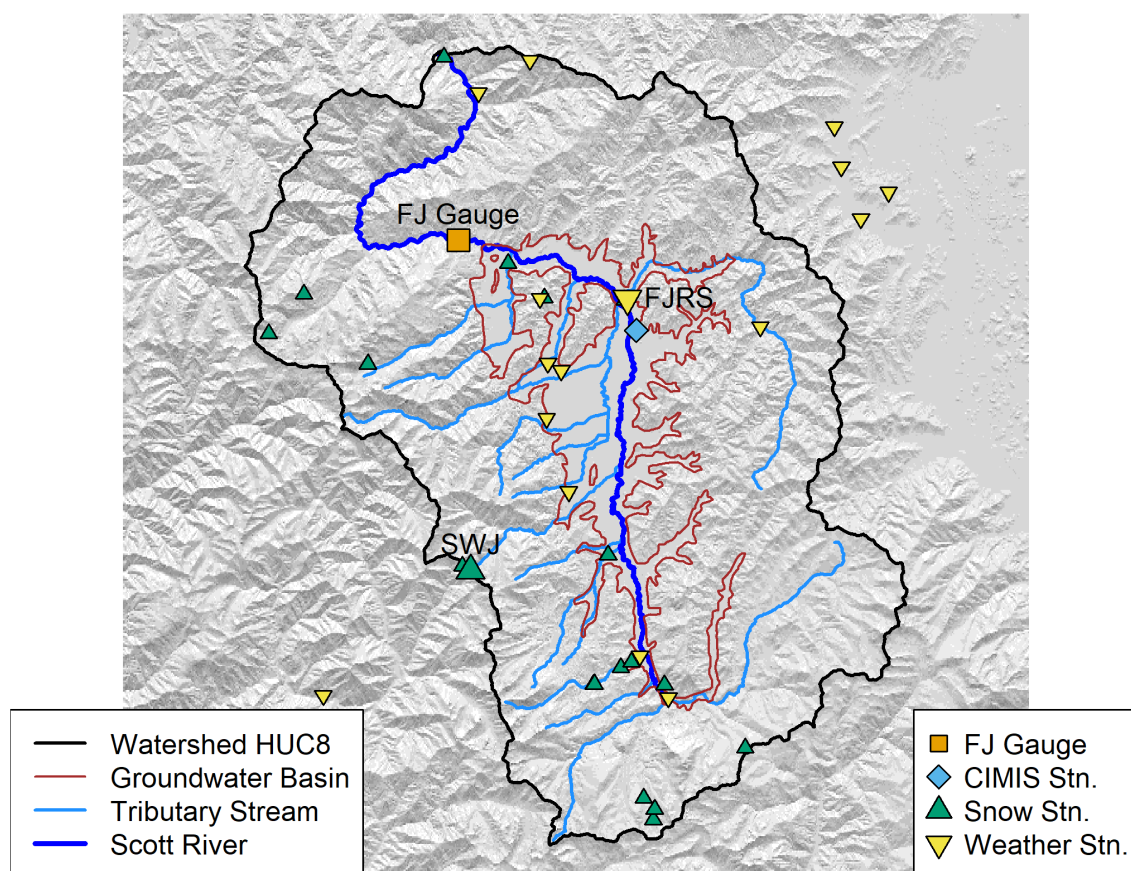 FJ Gauge
FJRS
SWJ
Watershed HUC8
Groundwater Basin
Tributary Stream
Scott River
FJ Gauge
CIMIS Stn.
Snow Stn.
Weather Stn.